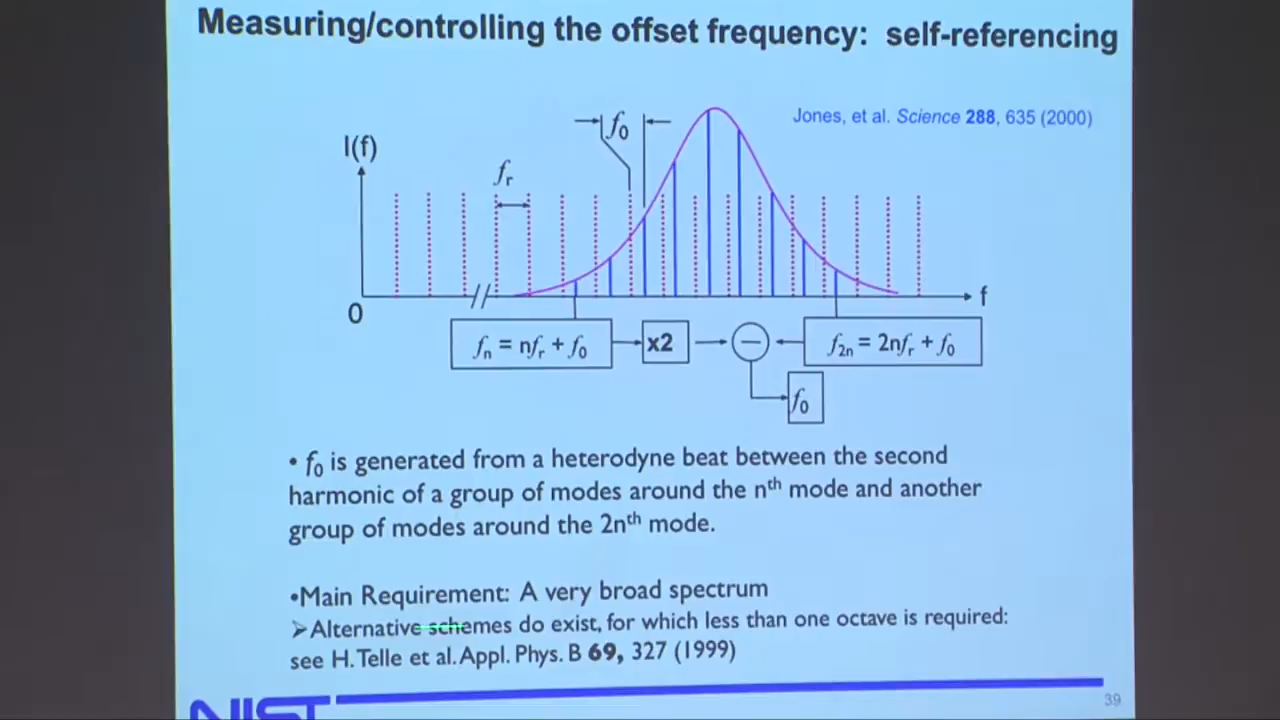 Measuring/controlling the offset frequency: self-referencing
Jones, et al. Science 288, 635 (2000)
f₀
I(f)
fᵣ
0
f
fₙ = nfᵣ + f₀
x2
−
f₂ₙ = 2nfᵣ + f₀
f₀
• f₀ is generated from a heterodyne beat between the second
harmonic of a group of modes around the nᵗʰ mode and another
group of modes around the 2nᵗʰ mode.
•Main Requirement: A very broad spectrum
➢Alternative schemes do exist, for which less than one octave is required:
see H. Telle et al. Appl. Phys. B 69, 327 (1999)
NIST
39